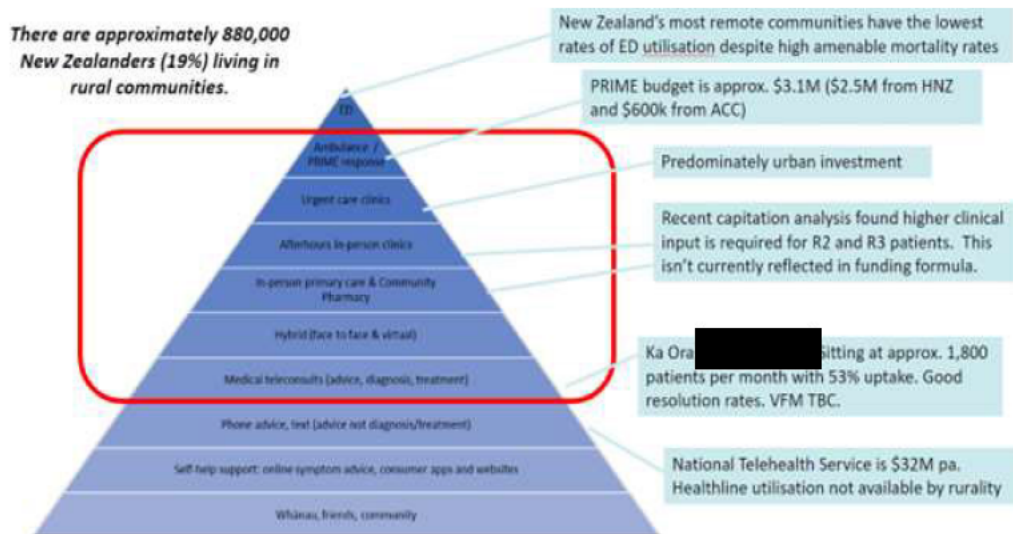 There are approximately 880,000
New Zealanders (19%) living in
rural communities.
New Zealand's most remote communities have the lowest
rates of ED utilisation despite high amenable mortality rates
PRIME budget is approx. $3.1M ($2.5M from HNZ
and $600k from ACC)
Predominately urban investment
Recent capitation analysis found higher clinical
input is required for R2 and R3 patients. This
isn't currently reflected in funding formula.
Ka Ora
Sitting at approx. 1,800
patients per month with 53% uptake. Good
resolution rates. VFM TBC.
National Telehealth Service is $32M pa.
Healthline utilisation not available by rurality
ED
Ambulance /
PRIME response
Urgent care clinics
Afterhours in-person clinics
In-person primary care & Community
Pharmacy
Hybrid (face to face & virtual)
Medical teleconsults (advice, diagnosis, treatment)
Phone advice, text (advice not diagnosis/treatment)
Self-help support: online symptom advice, consumer apps and websites
Whānau, friends, community